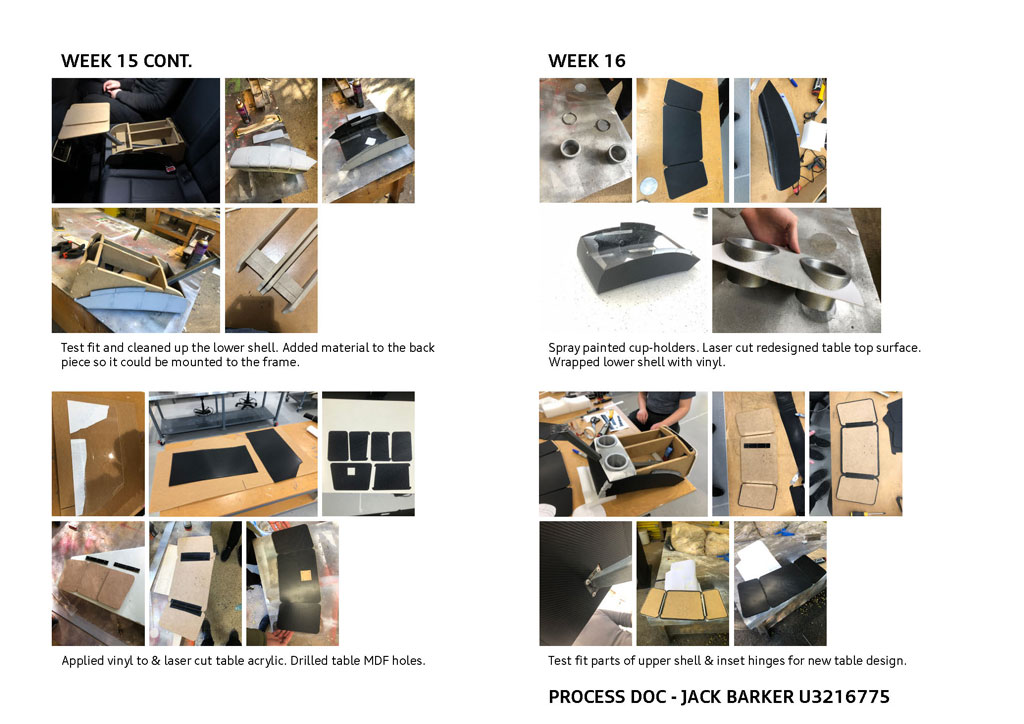 WEEK 15 CONT.
Test fit and cleaned up the lower shell. Added material to the back
piece so it could be mounted to the frame.
Applied vinyl to & laser cut table acrylic. Drilled table MDF holes.
WEEK 16
Spray painted cup-holders. Laser cut redesigned table top surface.
Wrapped lower shell with vinyl.
Test fit parts of upper shell & inset hinges for new table design.
PROCESS DOC - JACK BARKER U3216775